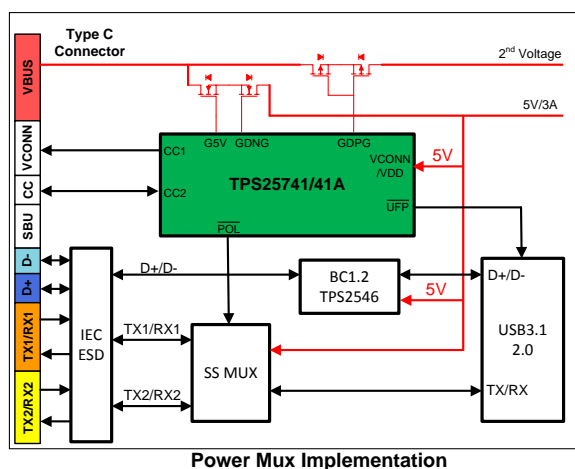 Type C
Connector
2nd Voltage
5V/3A
VBUS
VCONN
CC
SBU
D-
D+
TX1/RX1
TX2/RX2
G5V
GDNG
GDPG
CC1
CC2
VCONN
/VDD
TPS25741/41A
UFP
POL
5V
D+/D-
BC1.2
TPS2546
5V
D+/D-
IEC
ESD
TX1/RX1
TX2/RX2
SS MUX
USB3.1
2.0
TX/RX
Power Mux Implementation